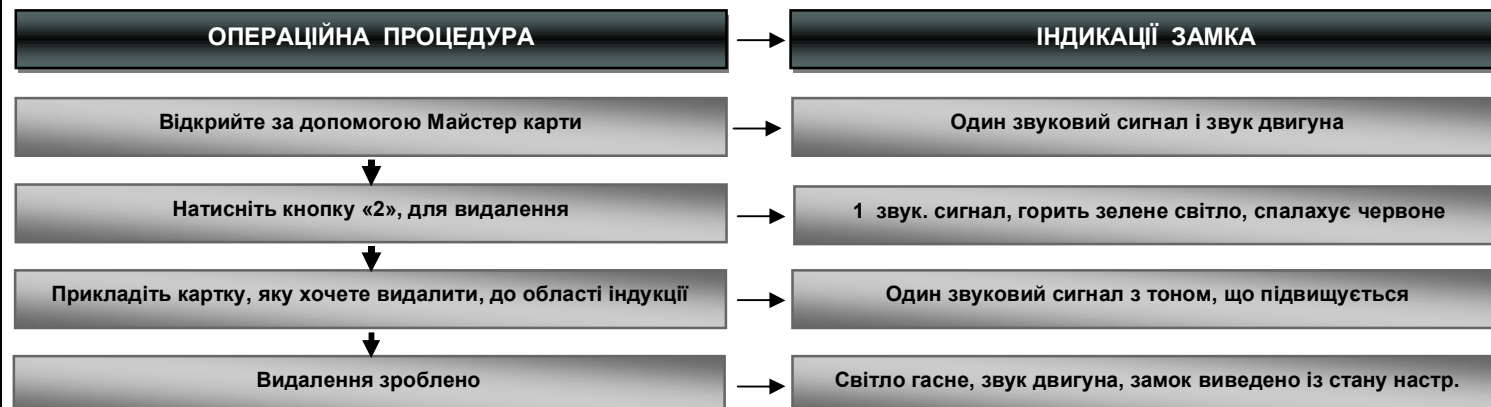 ОПЕРАЦІЙНА ПРОЦЕДУРА
ІНДИКАЦІЇ ЗАМКА
Відкрийте за допомогою Майстер карти
Один звуковий сигнал і звук двигуна
Натисніть кнопку «2», для видалення
1 звук. сигнал, горить зелене світло, спалахує червоне
Прикладіть картку, яку хочете видалити, до області індукції
Один звуковий сигнал з тоном, що підвищується
Видалення зроблено
Світло гасне, звук двигуна, замок виведено із стану настр.